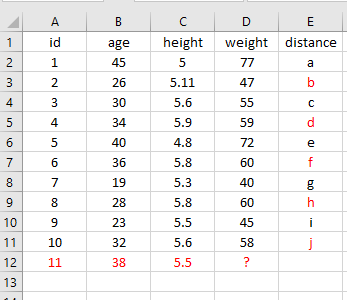 A B C D E
1 id age height weight distance
2 1 45 5 77 a
3 2 26 5.11 47 b
4 3 30 5.6 55 c
5 4 34 5.9 59 d
6 5 40 4.8 72 e
7 6 36 5.8 60 f
8 7 19 5.3 40 g
9 8 28 5.8 60 h
10 9 23 5.5 45 i
11 10 32 5.6 58 j
12 11 38 5.5 ?
13